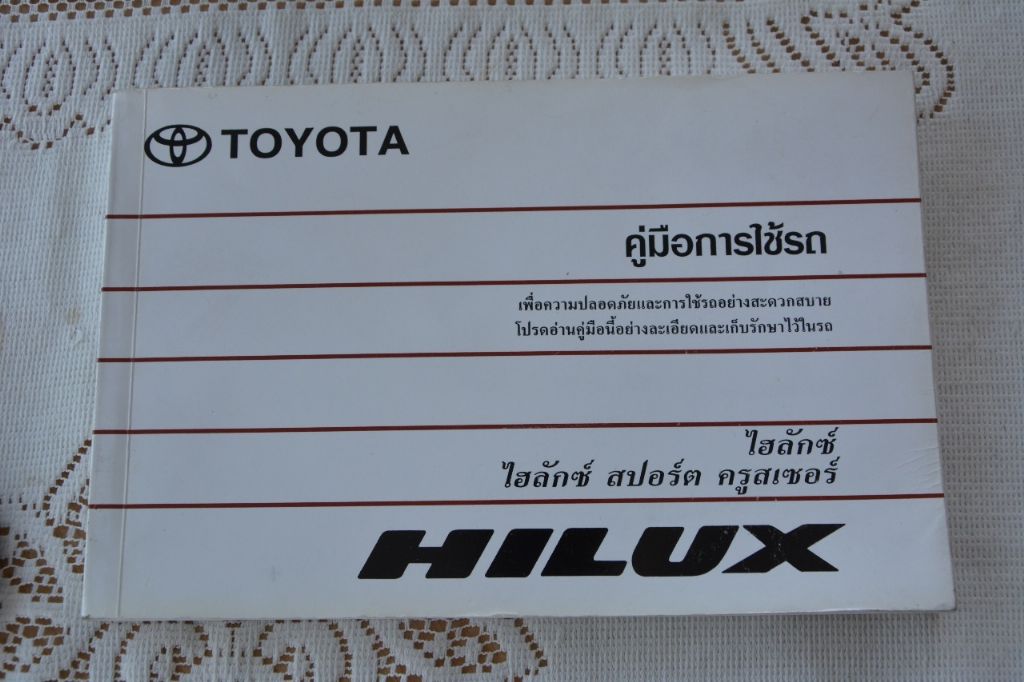 TOYOTA
คู่มือการใช้รถ
เพื่อความปลอดภัยและการใช้รถอย่างสะดวกสบาย
โปรดอ่านคู่มือนี้อย่างละเอียดและเก็บรักษาไว้ในรถ
ไฮลักซ์
ไฮลักซ์ สปอร์ต ครูสเซอร์
HILUX